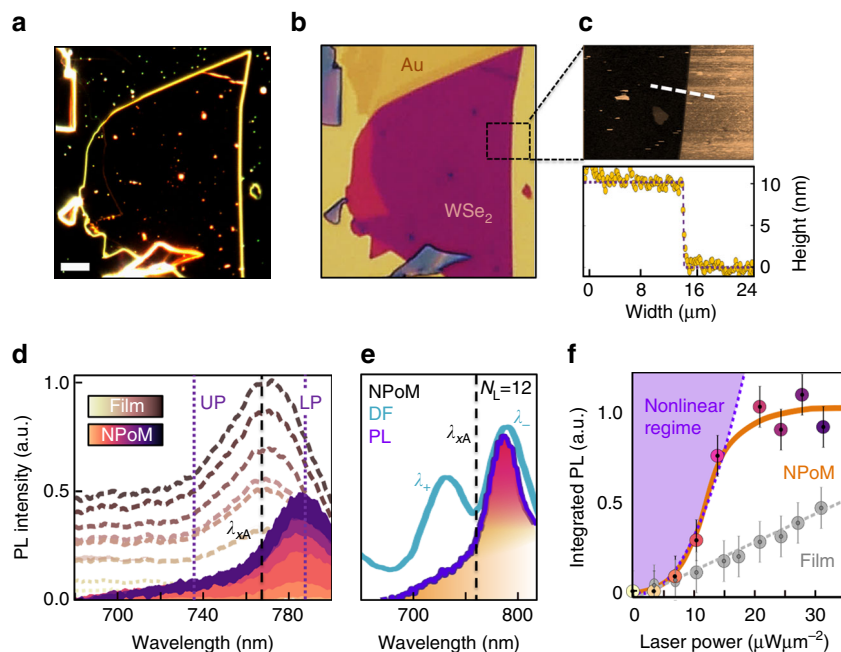 a
b
c
Au
WSe2
10
5
0
Height (nm)
0
8
16
24
Width (μm)
d
e
f
1.0
0.5
0.0
PL intensity (a.u.)
Film
NPoM
UP
LP
λxA
700
740
780
Wavelength (nm)
NPoM
DF
PL
NL=12
λxA
λ+
λ−
700
800
Wavelength (nm)
1.0
0.5
0.0
Integrated PL (a.u.)
Nonlinear
regime
NPoM
Film
0
10
20
30
Laser power (μWμm−2)